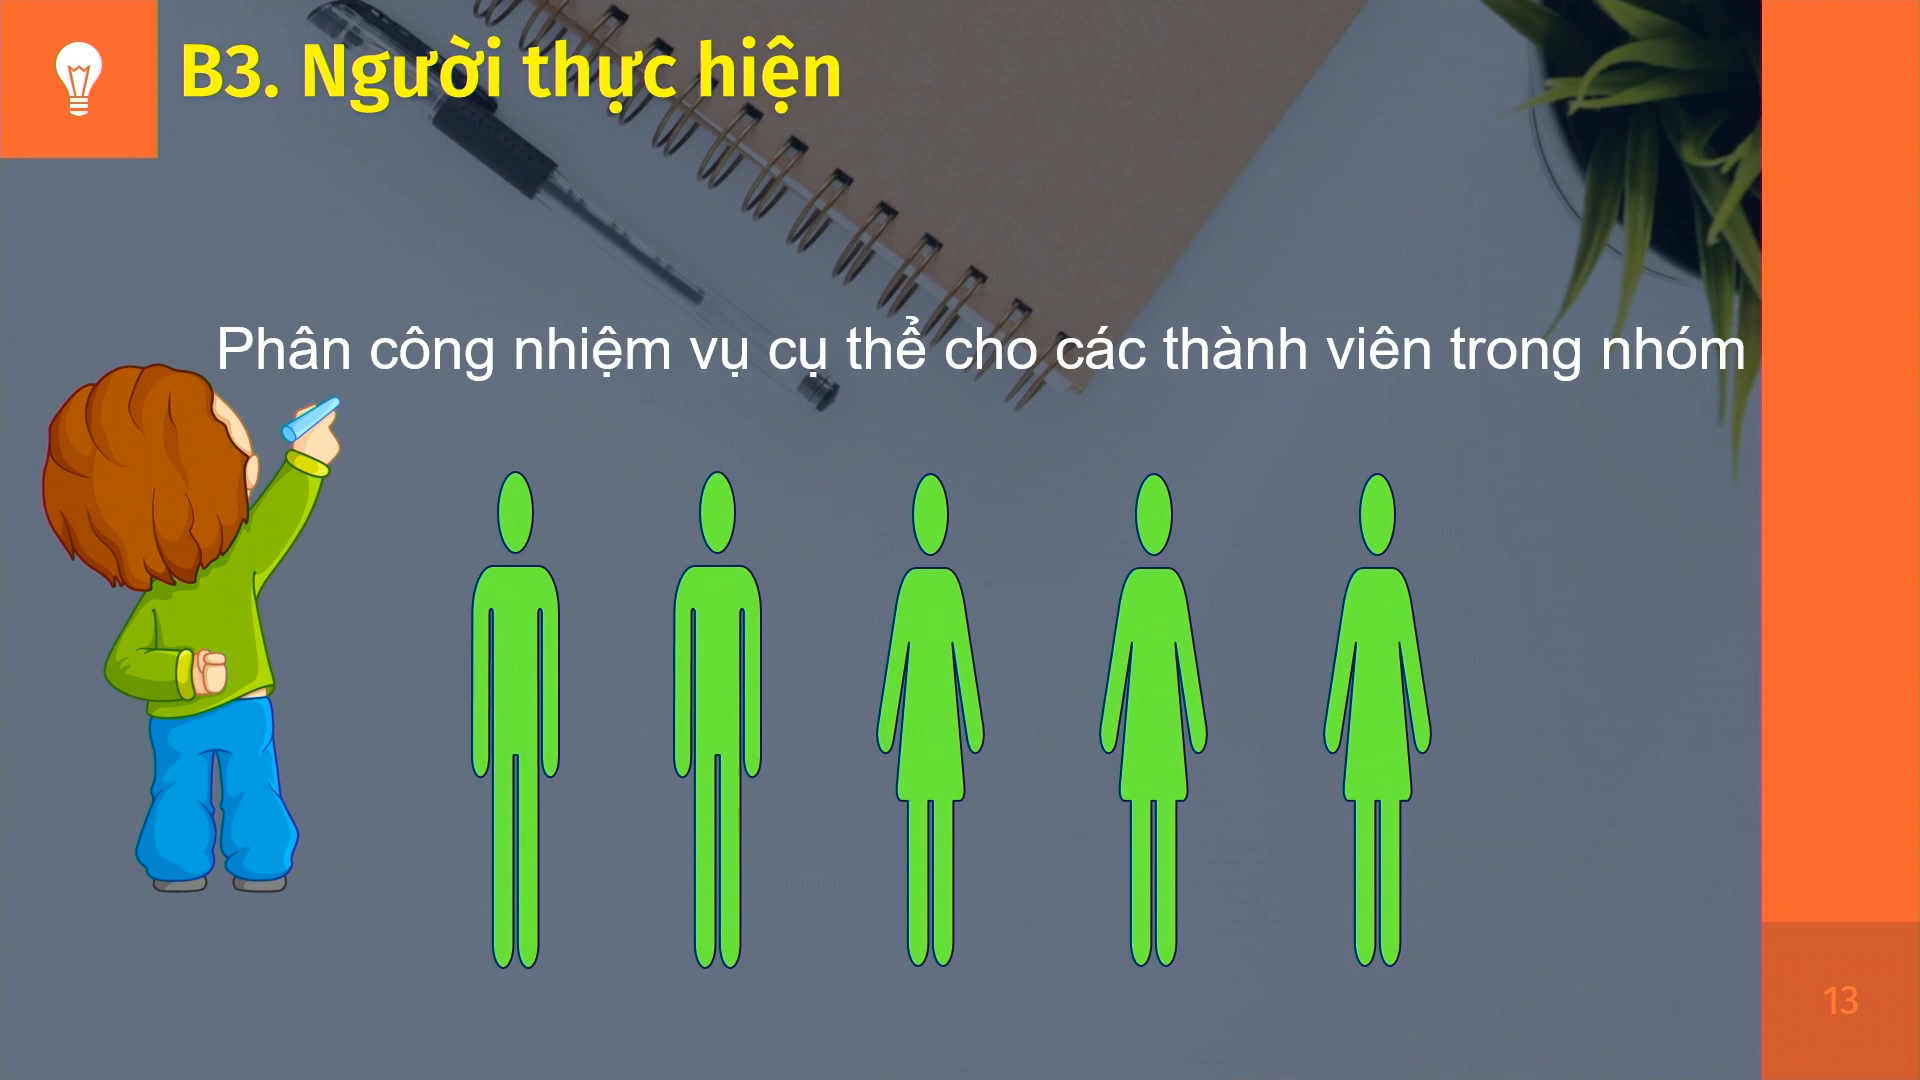 B3. Người thực hiện
Phân công nhiệm vụ cụ thể cho các thành viên trong nhóm
13